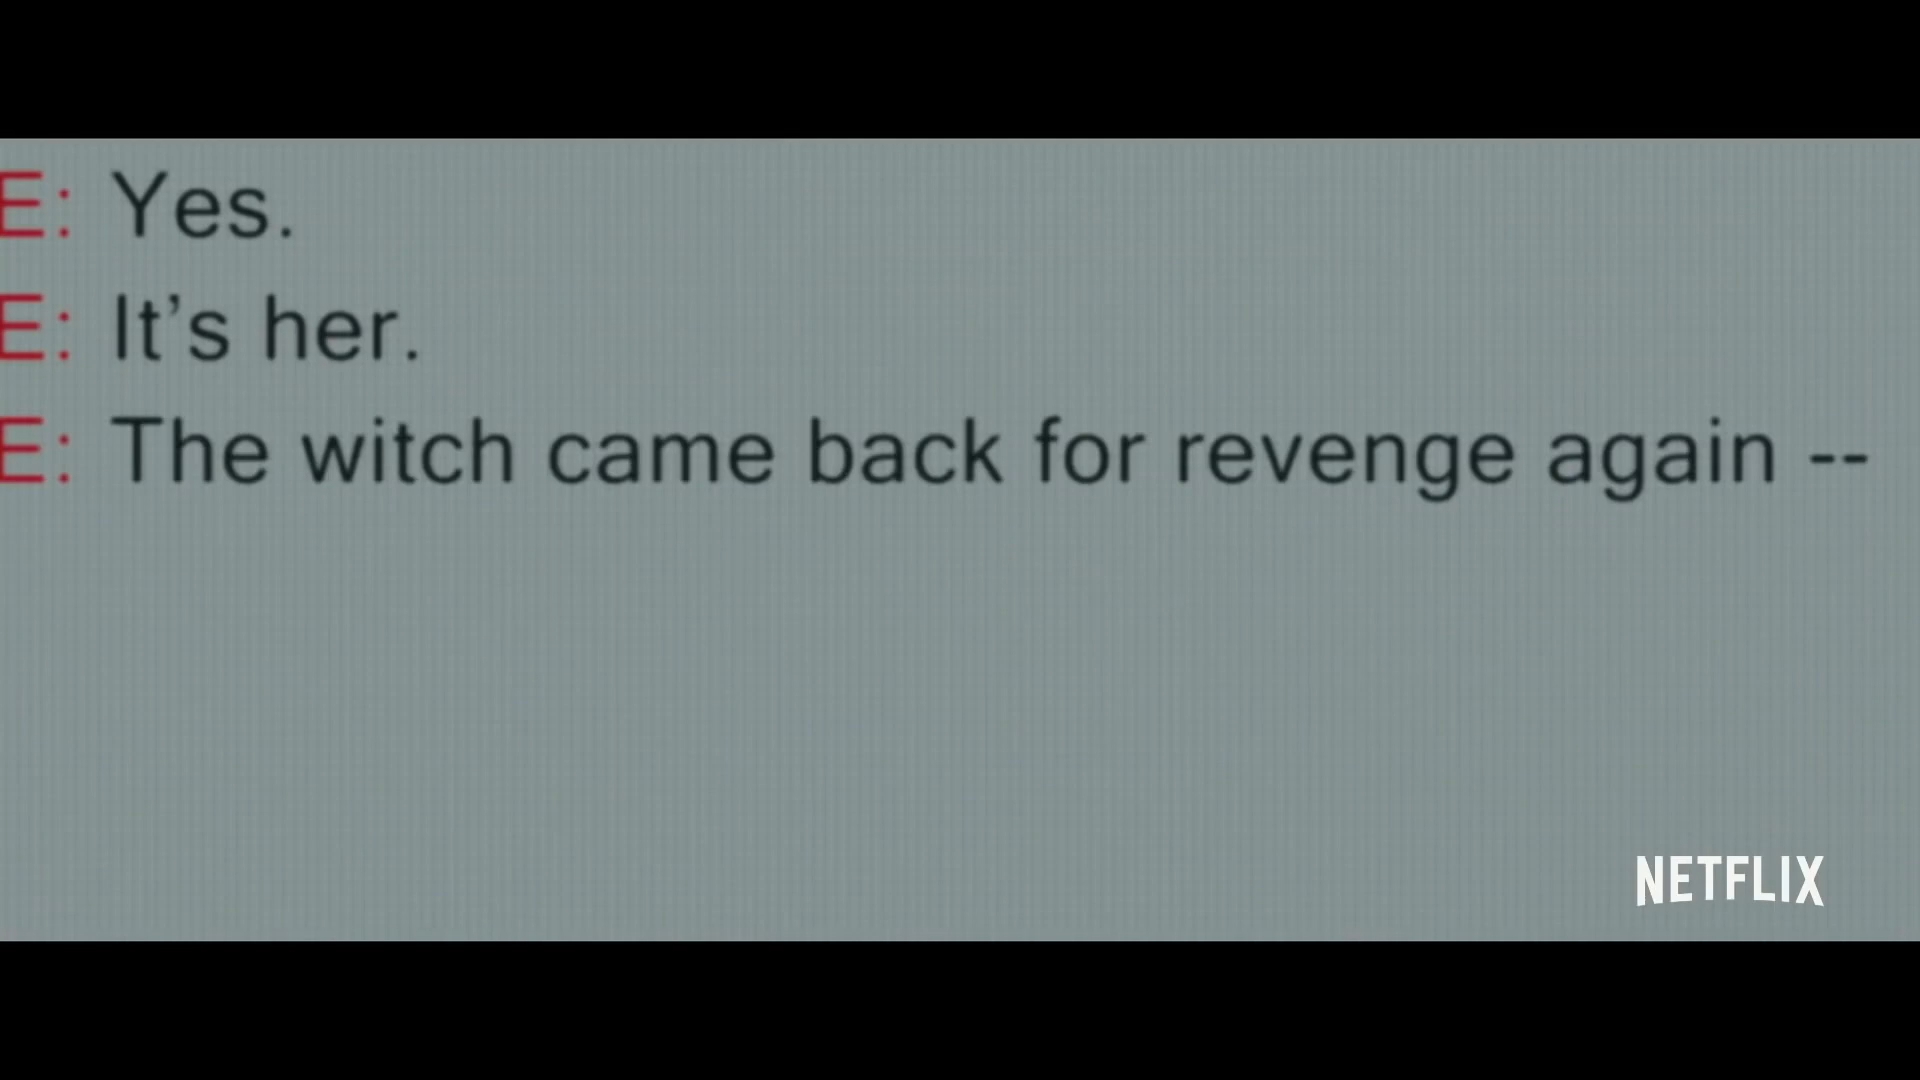 E: Yes.
E: It’s her.
E: The witch came back for revenge again --
NETFLIX